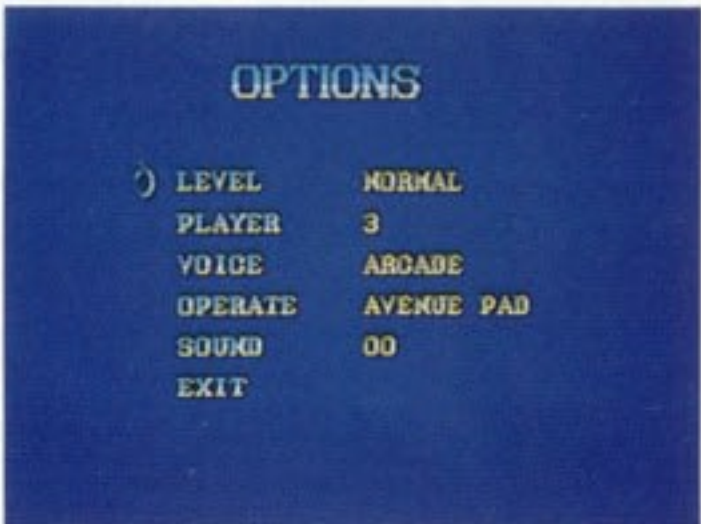 OPTIONS
LEVEL NORMAL
PLAYER 3
VOICE ARCADE
OPERATE AVENUE PAD
SOUND 00
EXIT